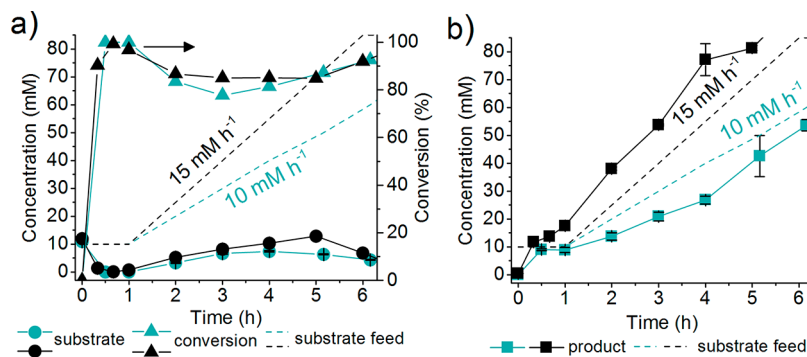 a)
Concentration (mM)
80
70
60
50
40
30
20
10
0
15 mM h⁻¹
10 mM h⁻¹
100
80
60
40
20
0
Conversion (%)
0 1 2 3 4 5 6
Time (h)
substrate conversion substrate feed
b)
Concentration (mM)
80
70
60
50
40
30
20
10
0
15 mM h⁻¹
10 mM h⁻¹
0 1 2 3 4 5 6
Time (h)
product substrate feed